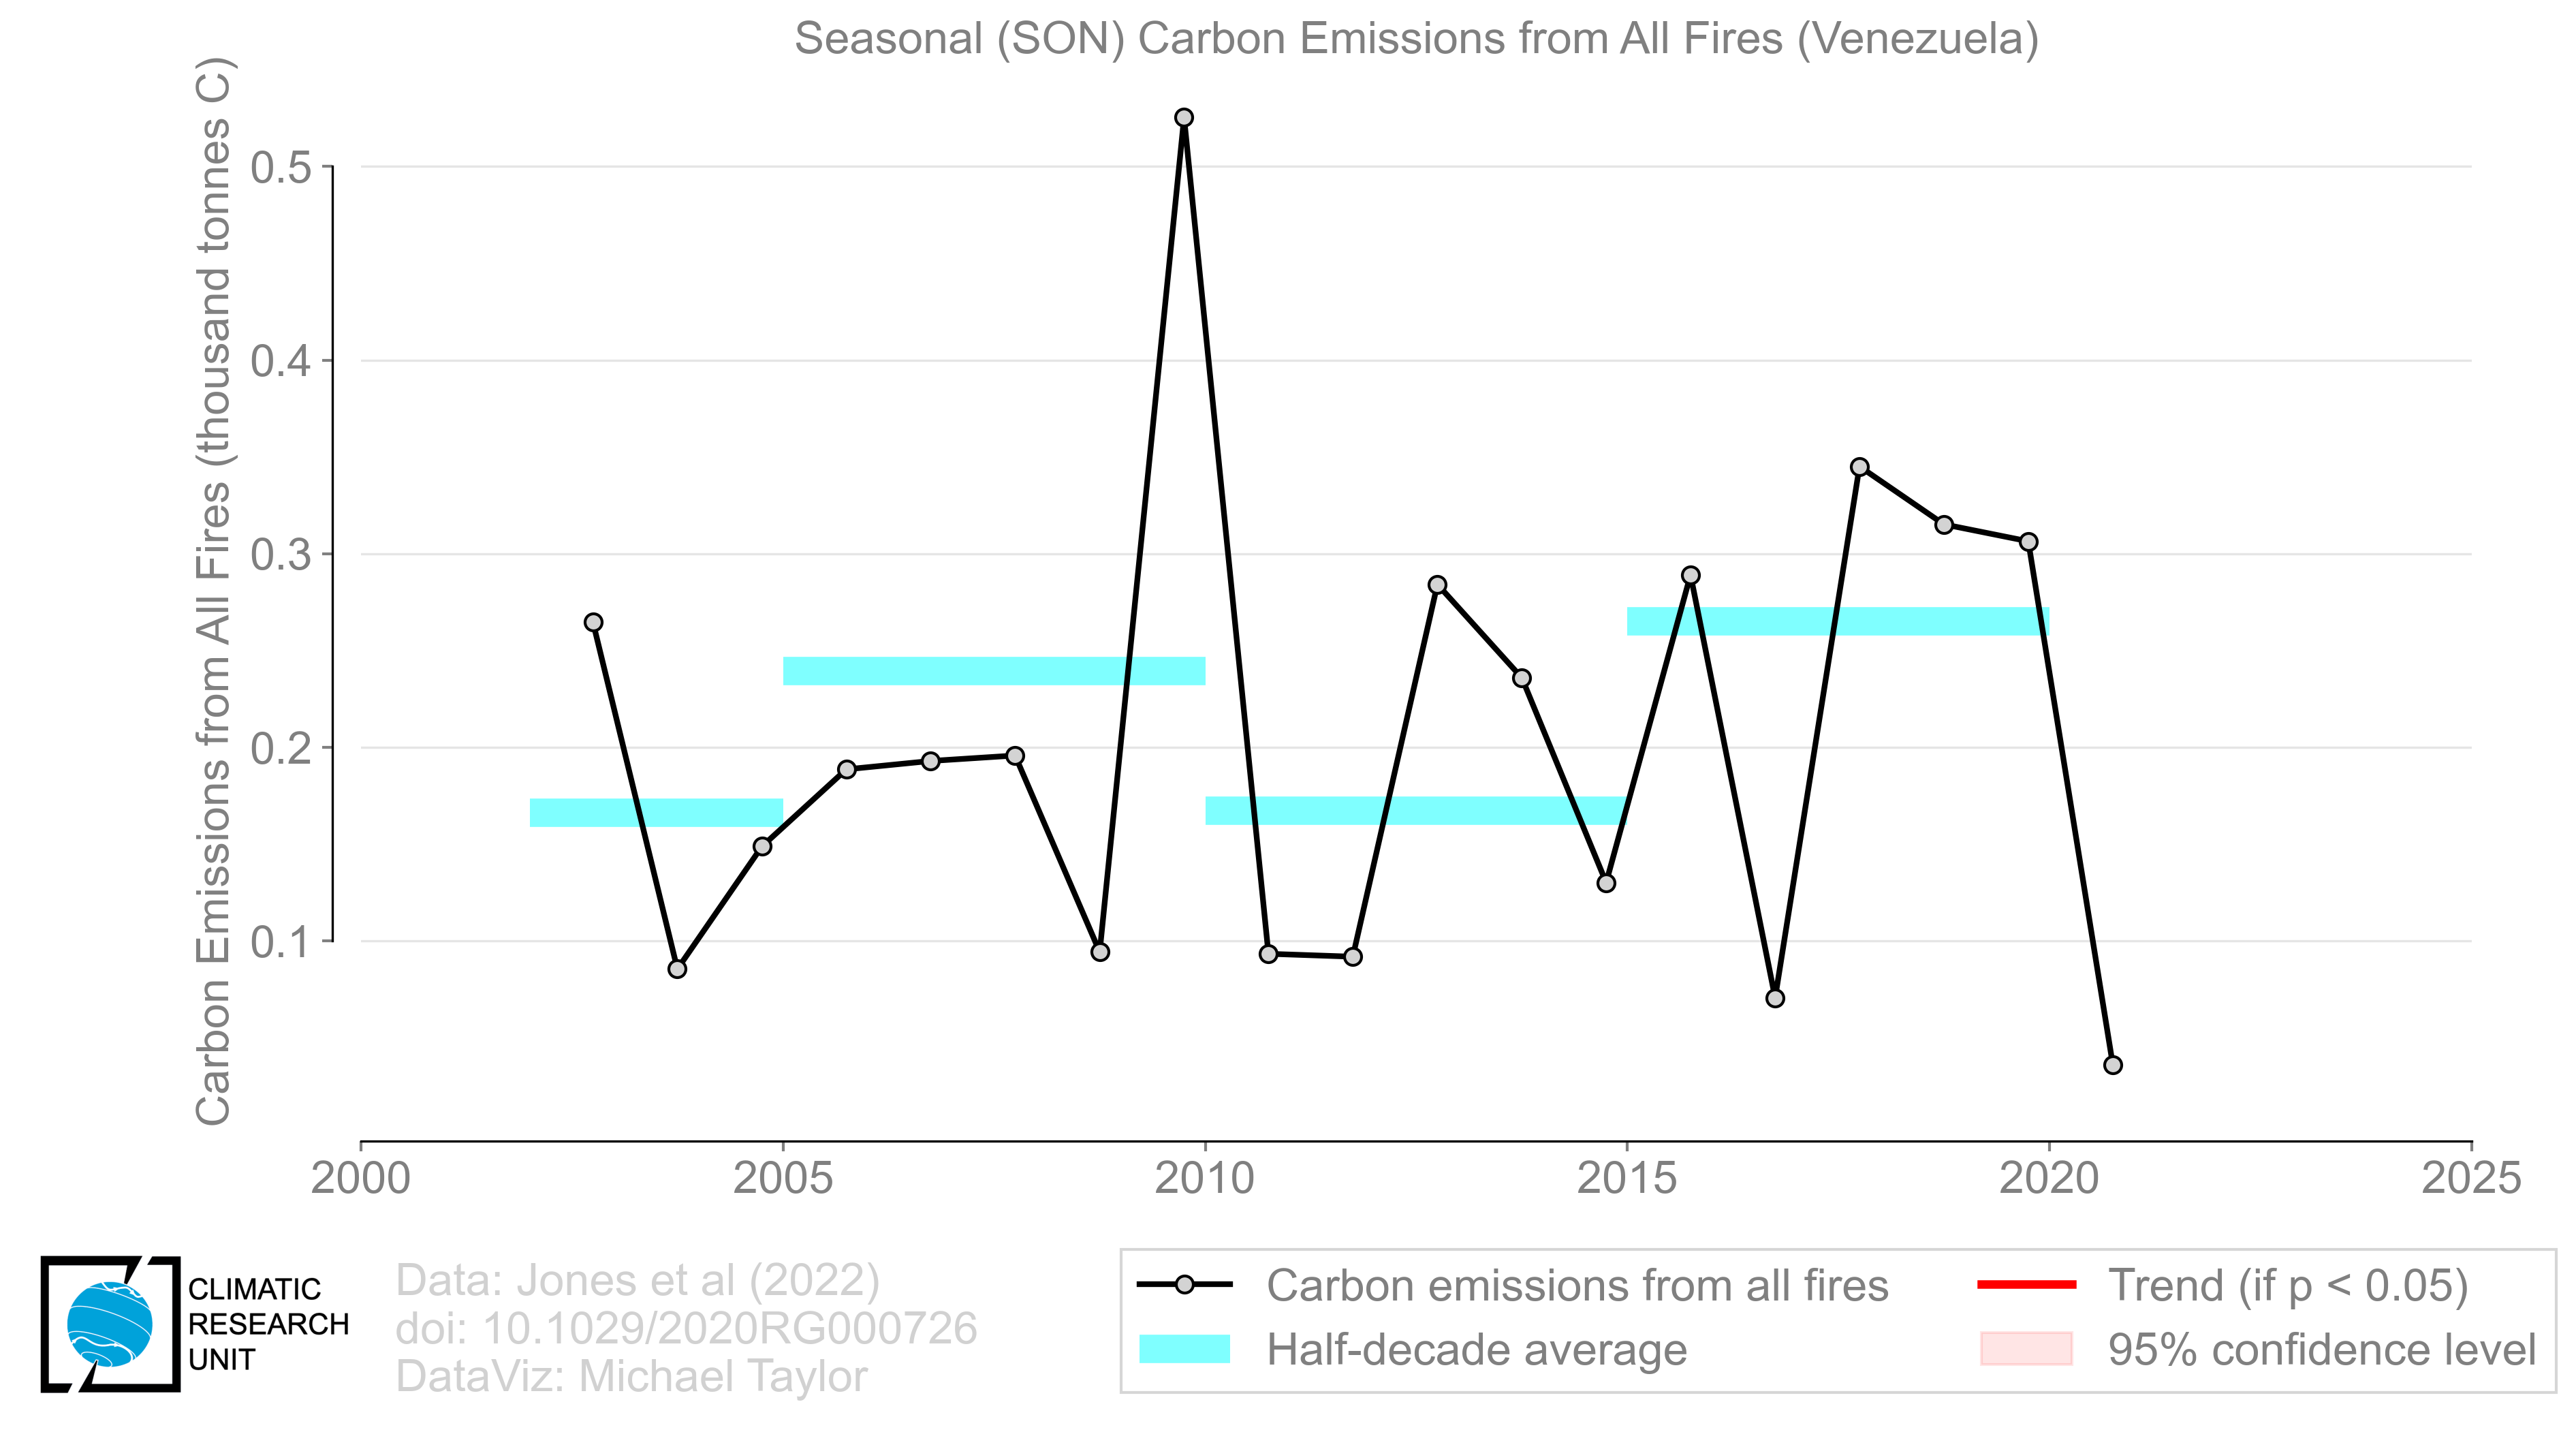 Seasonal (SON) Carbon Emissions from All Fires (Venezuela)
Carbon Emissions from All Fires (thousand tonnes C)
0.5
0.4
0.3
0.2
0.1
2000
2005
2010
2015
2020
2025
CLIMATIC
RESEARCH
UNIT
Data: Jones et al (2022)
doi: 10.1029/2020RG000726
DataViz: Michael Taylor
Carbon emissions from all fires
Half-decade average
Trend (if p < 0.05)
95% confidence level